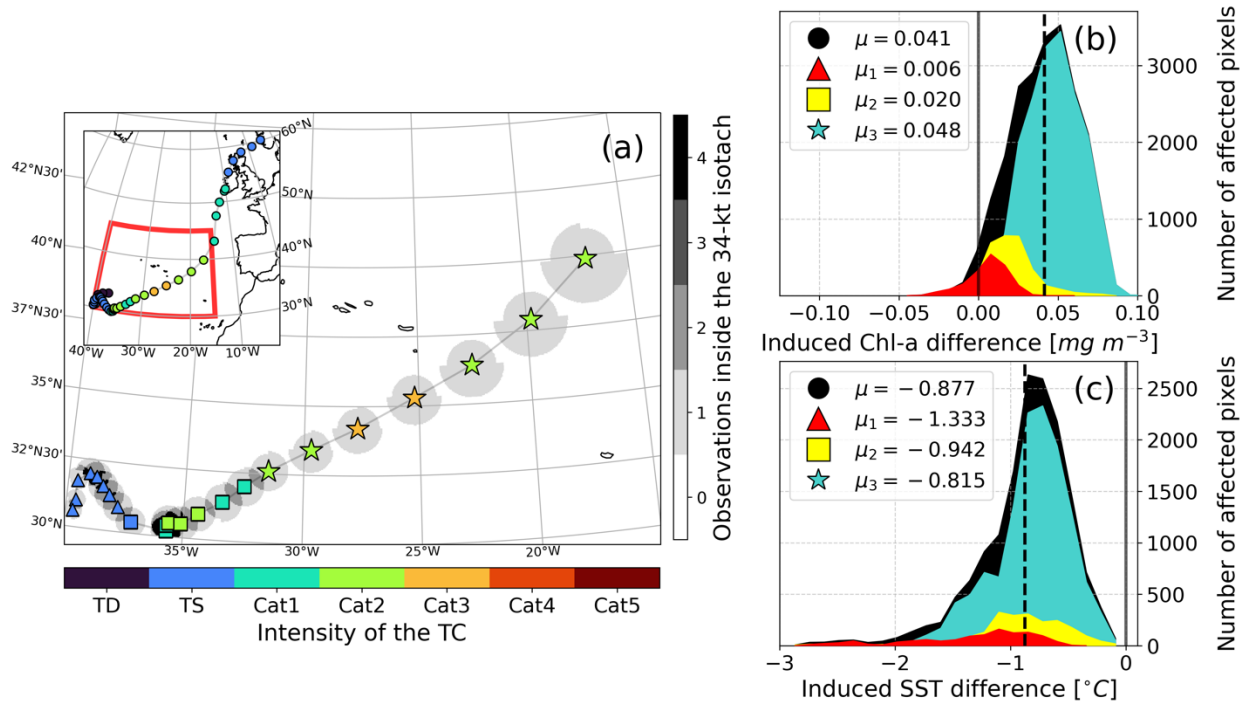 (a)
60°N
50°N
40°N
30°N
40°W
30°W
20°W
10°W
42°N30'
40°N
37°N30'
35°N
32°N30'
30°N
35°W
30°W
25°W
20°W
4
3
2
1
0
Observations inside the 34-kt isotach
TD TS Cat1 Cat2 Cat3 Cat4 Cat5
Intensity of the TC
(b)
μ = 0.041
μ₁ = 0.006
μ₂ = 0.020
μ₃ = 0.048
3000
2000
1000
0
Number of affected pixels
−0.10 −0.05 0.00 0.05 0.10
Induced Chl-a difference [mg m⁻³]
(c)
μ = −0.877
μ₁ = −1.333
μ₂ = −0.942
μ₃ = −0.815
2500
2000
1500
1000
500
0
Number of affected pixels
−3 −2 −1 0
Induced SST difference [°C]